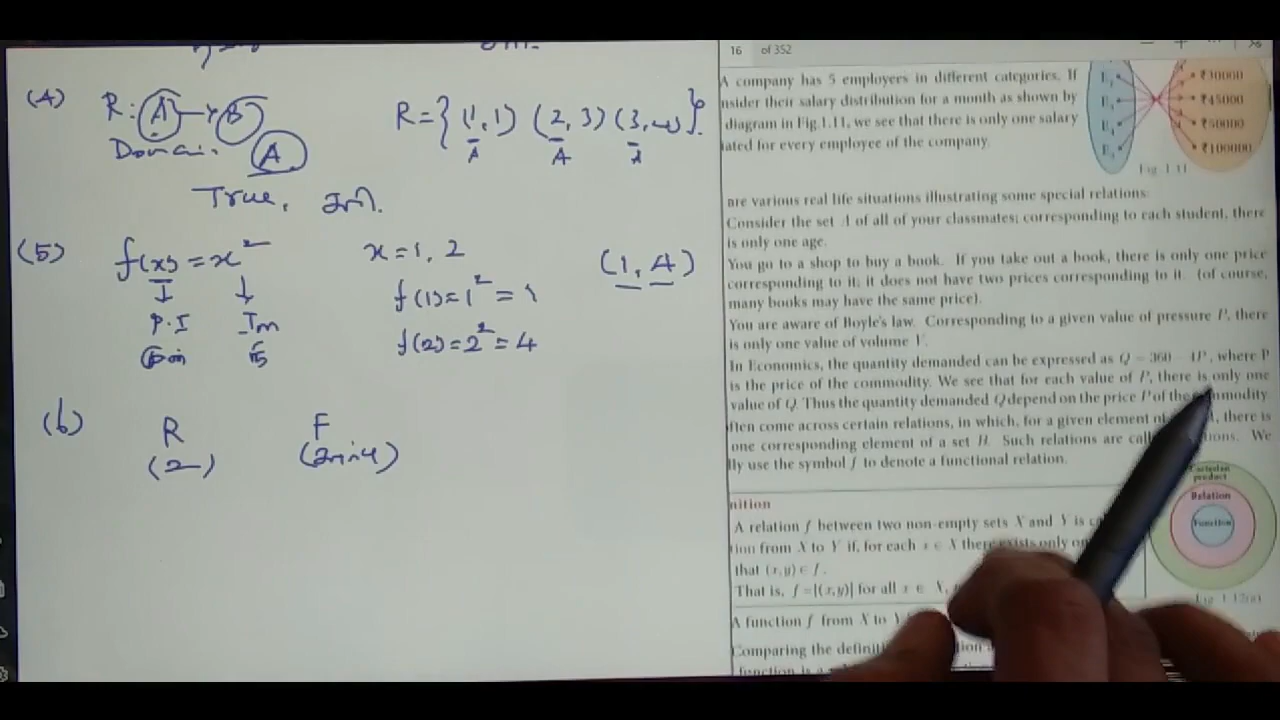 (4) R: A → B R = { (1, 1) (2, 3) (3, 4) }.
A A A
Domain. A
True, சரி.
(5) f(x) = x² x = 1, 2 (1, 4)
f(1) = 1² = 1
P.I Im
f(2) = 2² = 4
(6) R F
16 of 352
A company has 5 employers in different categories. If
nsider their salary distribution for a month as shown by
diagram in Fig.1.11, we see that there is only one salary
ated for every employee of the company.
₹30000
₹45000
₹50000
₹100000
Fig. 1.11
are various real life situations illustrating some special relations:
Consider the set A of all of your classmates; corresponding to each student, there
is only one age.
You go to a shop to buy a book. If you take out a book, there is only one price
corresponding to it; it does not have two prices corresponding to it. (of course,
many books may have the same price).
You are aware of Boyle's law. Corresponding to a given value of pressure P, there
is only one value of volume V.
In Economics, the quantity demanded can be expressed as Q = 360 − 4P, where P
is the price of the commodity. We see that for each value of P, there is only one
value of Q. Thus the quantity demanded Q depend on the price P of the commodity
ften come across certain relations, in which, for a given element of there is
one corresponding element of a set B. Such relations are We
lly use the symbol f to denote a functional relation.
nition
A relation f between two non-empty sets X and Y is
tion from X to Y if, for each x ∈ X there exists only
that (x, y) ∈ f.
That is, f = {(x, y)| for all x ∈ X,
A function f from X to Y
Comparing the
function is a
Cartesian
product
Relation
Function
Fig. 1.12(a)